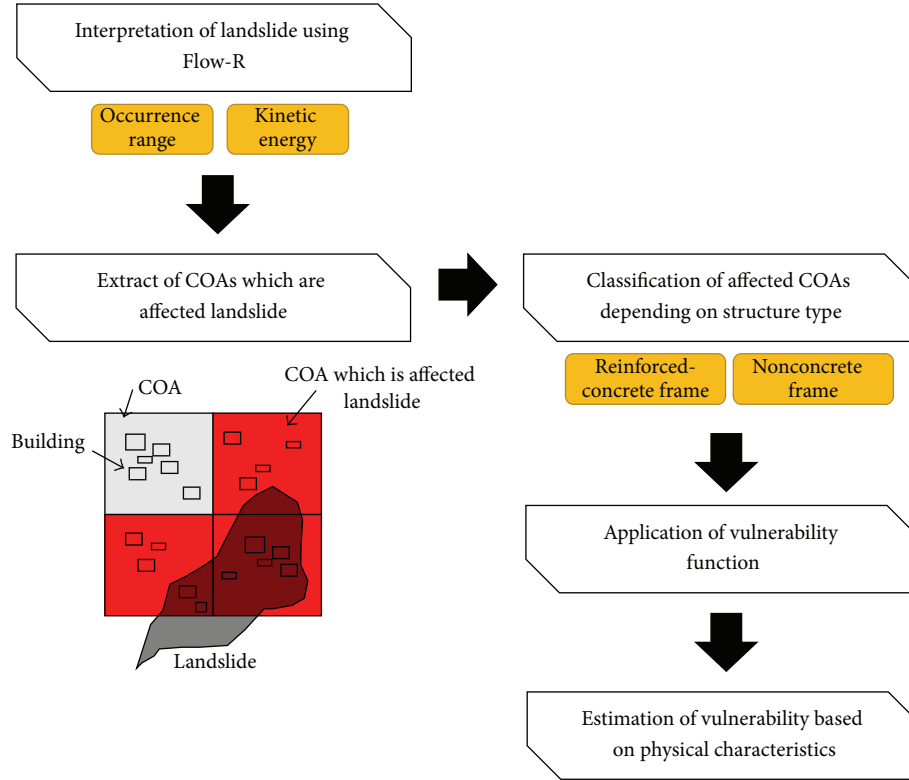 Interpretation of landslide using
Flow-R
Occurrence
range
Kinetic
energy
Extract of COAs which are
affected landslide
COA
COA which is affected
landslide
Building
Landslide
Classification of affected COAs
depending on structure type
Reinforced-
concrete frame
Nonconcrete
frame
Application of vulnerability
function
Estimation of vulnerability based
on physical characteristics